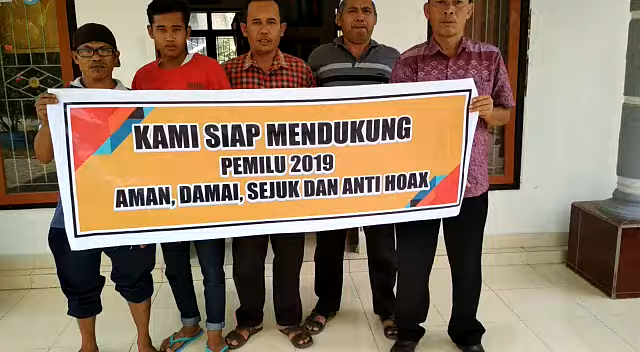 KAMI SIAP MENDUKUNG
PEMILU 2019
AMAN, DAMAI, SEJUK DAN ANTI HOAX